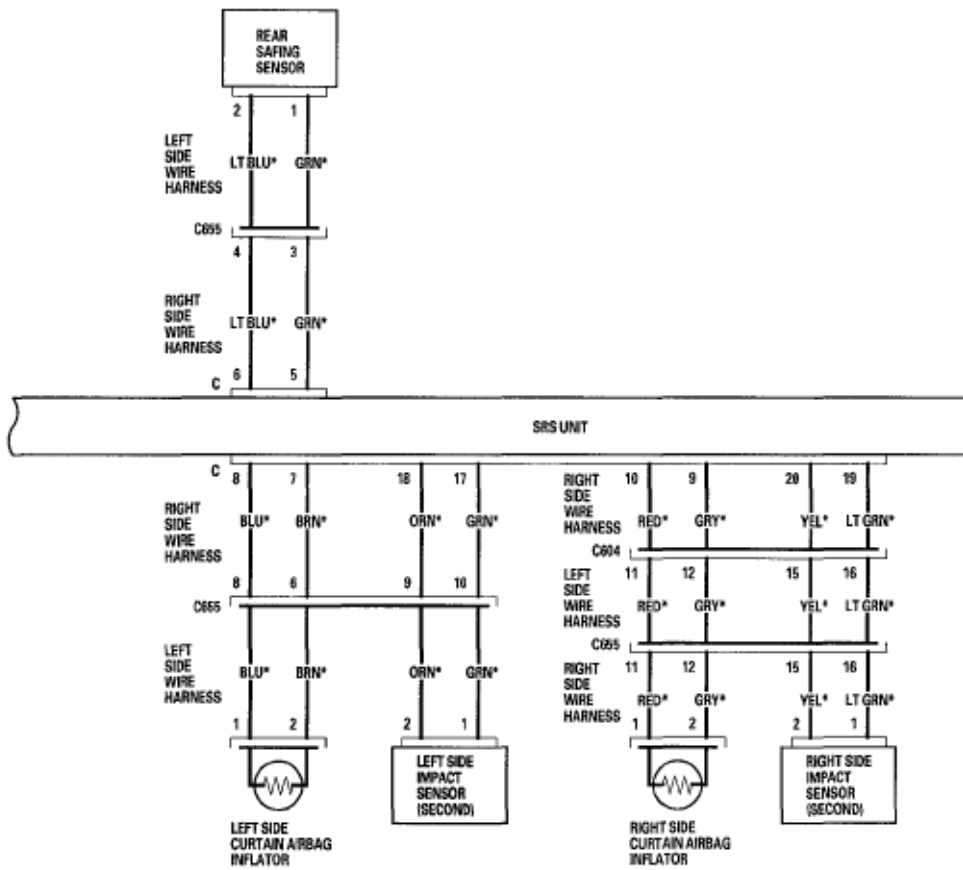 REAR
SAFING
SENSOR
2 1
LEFT
SIDE
WIRE
HARNESS
LT BLU* GRN*
C655
4 3
RIGHT
SIDE
WIRE
HARNESS
LT BLU* GRN*
C 6 5
SRS UNIT
C 8 7 18 17
RIGHT
SIDE
WIRE
HARNESS
BLU* BRN* ORN* GRN*
8 6 9 10
C655
LEFT
SIDE
WIRE
HARNESS
BLU* BRN* ORN* GRN*
1 2 2 1
LEFT SIDE
CURTAIN AIRBAG
INFLATOR
LEFT SIDE
IMPACT
SENSOR
(SECOND)
10 9 20 19
RIGHT
SIDE
WIRE
HARNESS
RED* GRY* YEL* LT GRN*
C604
11 12 15 16
LEFT
SIDE
WIRE
HARNESS
RED* GRY* YEL* LT GRN*
C655
11 12 15 16
RIGHT
SIDE
WIRE
HARNESS
RED* GRY* YEL* LT GRN*
1 2 2 1
RIGHT SIDE
CURTAIN AIRBAG
INFLATOR
RIGHT SIDE
IMPACT
SENSOR
(SECOND)